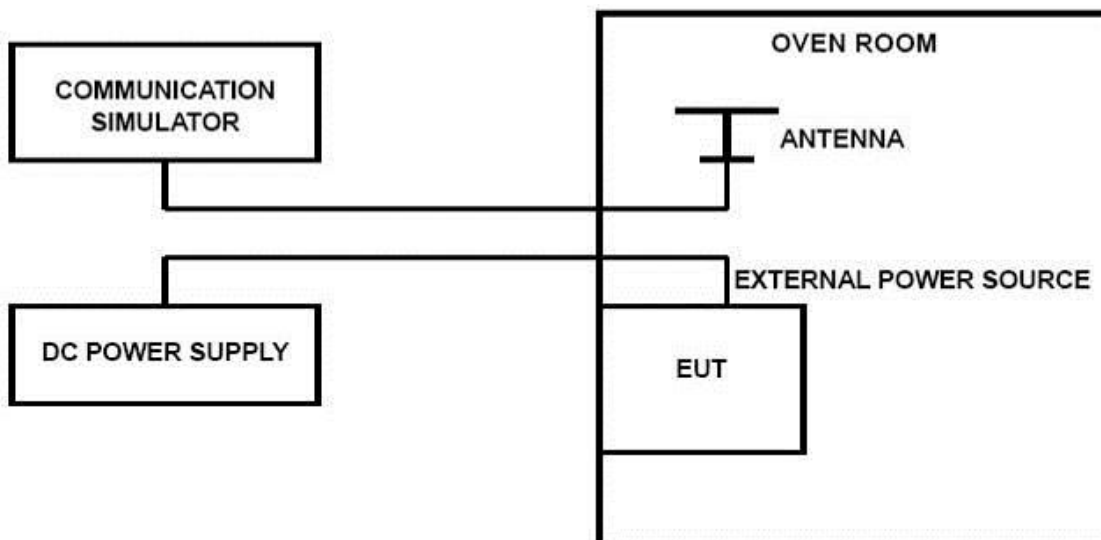 OVEN ROOM
COMMUNICATION
SIMULATOR
ANTENNA
EXTERNAL POWER SOURCE
DC POWER SUPPLY
EUT